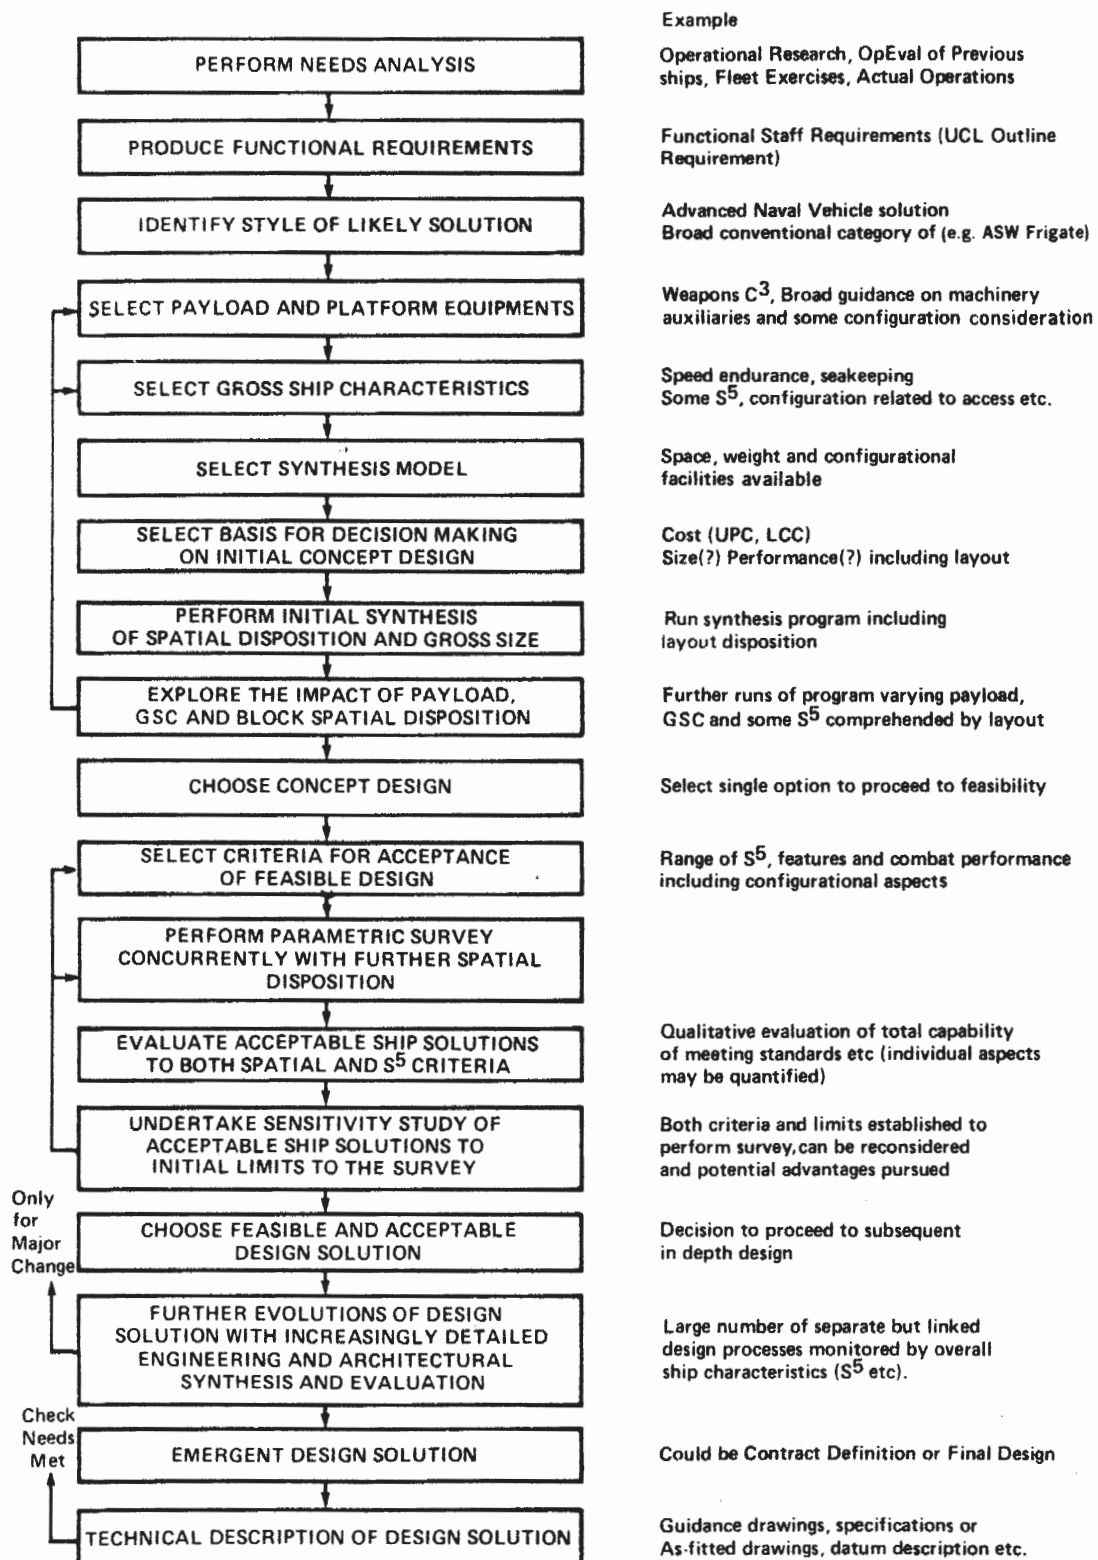 Example
PERFORM NEEDS ANALYSIS
Operational Research, OpEval of Previous
ships, Fleet Exercises, Actual Operations
PRODUCE FUNCTIONAL REQUIREMENTS
Functional Staff Requirements (UCL Outline
Requirement)
IDENTIFY STYLE OF LIKELY SOLUTION
Advanced Naval Vehicle solution
Broad conventional category of (e.g. ASW Frigate)
SELECT PAYLOAD AND PLATFORM EQUIPMENTS
Weapons C³, Broad guidance on machinery
auxiliaries and some configuration consideration
SELECT GROSS SHIP CHARACTERISTICS
Speed endurance, seakeeping
Some S⁵, configuration related to access etc.
SELECT SYNTHESIS MODEL
Space, weight and configurational
facilities available
SELECT BASIS FOR DECISION MAKING
ON INITIAL CONCEPT DESIGN
Cost (UPC, LCC)
Size(?) Performance(?) including layout
PERFORM INITIAL SYNTHESIS
OF SPATIAL DISPOSITION AND GROSS SIZE
Run synthesis program including
layout disposition
EXPLORE THE IMPACT OF PAYLOAD,
GSC AND BLOCK SPATIAL DISPOSITION
Further runs of program varying payload,
GSC and some S⁵ comprehended by layout
CHOOSE CONCEPT DESIGN
Select single option to proceed to feasibility
SELECT CRITERIA FOR ACCEPTANCE
OF FEASIBLE DESIGN
Range of S⁵, features and combat performance
including configurational aspects
PERFORM PARAMETRIC SURVEY
CONCURRENTLY WITH FURTHER SPATIAL
DISPOSITION
EVALUATE ACCEPTABLE SHIP SOLUTIONS
TO BOTH SPATIAL AND S⁵ CRITERIA
Qualitative evaluation of total capability
of meeting standards etc (individual aspects
may be quantified)
UNDERTAKE SENSITIVITY STUDY OF
ACCEPTABLE SHIP SOLUTIONS TO
INITIAL LIMITS TO THE SURVEY
Both criteria and limits established to
perform survey, can be reconsidered
and potential advantages pursued
Only
for
Major
Change
CHOOSE FEASIBLE AND ACCEPTABLE
DESIGN SOLUTION
Decision to proceed to subsequent
in depth design
FURTHER EVOLUTIONS OF DESIGN
SOLUTION WITH INCREASINGLY DETAILED
ENGINEERING AND ARCHITECTURAL
SYNTHESIS AND EVALUATION
Large number of separate but linked
design processes monitored by overall
ship characteristics (S⁵ etc).
Check
Needs
Met
EMERGENT DESIGN SOLUTION
Could be Contract Definition or Final Design
TECHNICAL DESCRIPTION OF DESIGN SOLUTION
Guidance drawings, specifications or
As-fitted drawings, datum description etc.